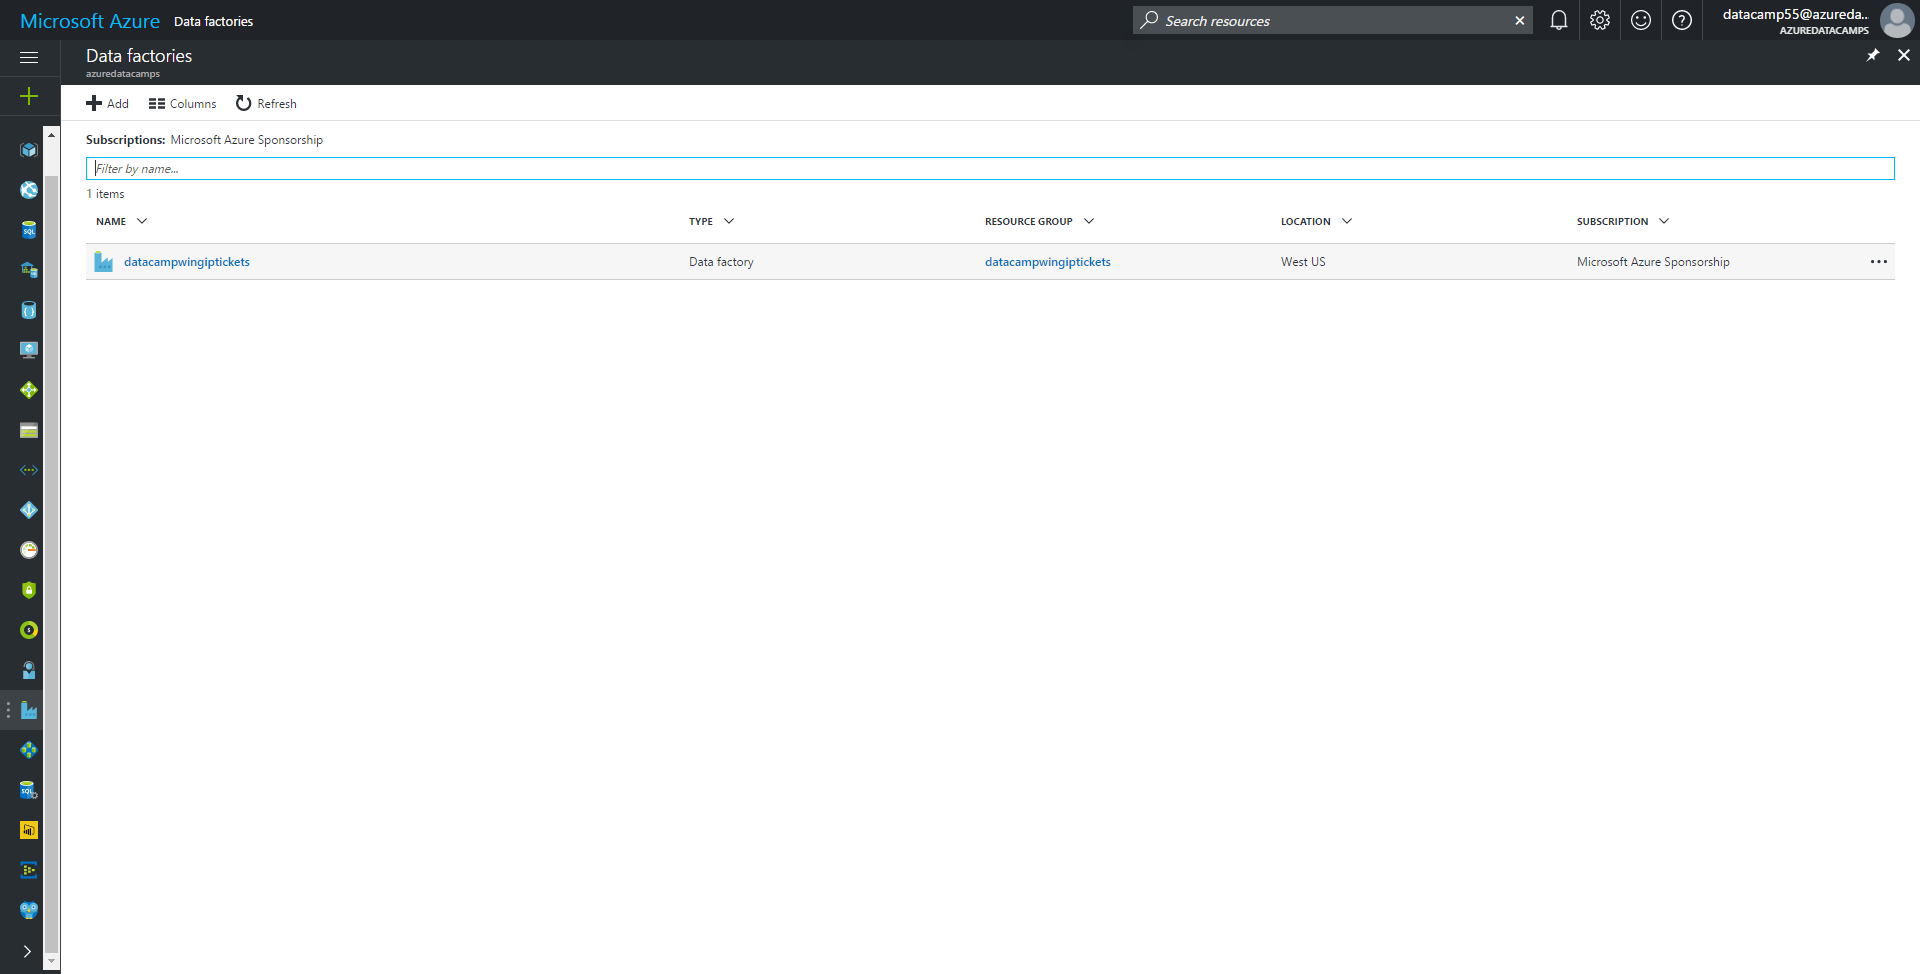 Microsoft Azure Data factories
Search resources
datacamp55@azureda...
AZUREDATACAMPS
Data factories
azuredatacamps
Add Columns Refresh
Subscriptions: Microsoft Azure Sponsorship
Filter by name...
1 items
NAME TYPE RESOURCE GROUP LOCATION SUBSCRIPTION
datacampwingiptickets Data factory datacampwingiptickets West US Microsoft Azure Sponsorship